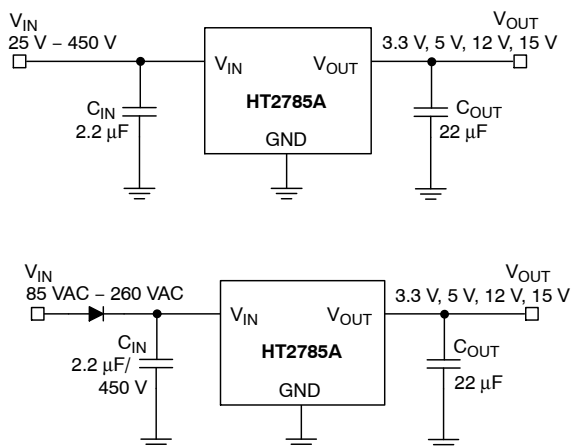 VIN
25 V – 450 V
VOUT
3.3 V, 5 V, 12 V, 15 V
VIN
VOUT
HT2785A
GND
CIN
2.2 μF
COUT
22 μF
VIN
85 VAC – 260 VAC
VOUT
3.3 V, 5 V, 12 V, 15 V
VIN
VOUT
HT2785A
GND
CIN
2.2 μF/
450 V
COUT
22 μF